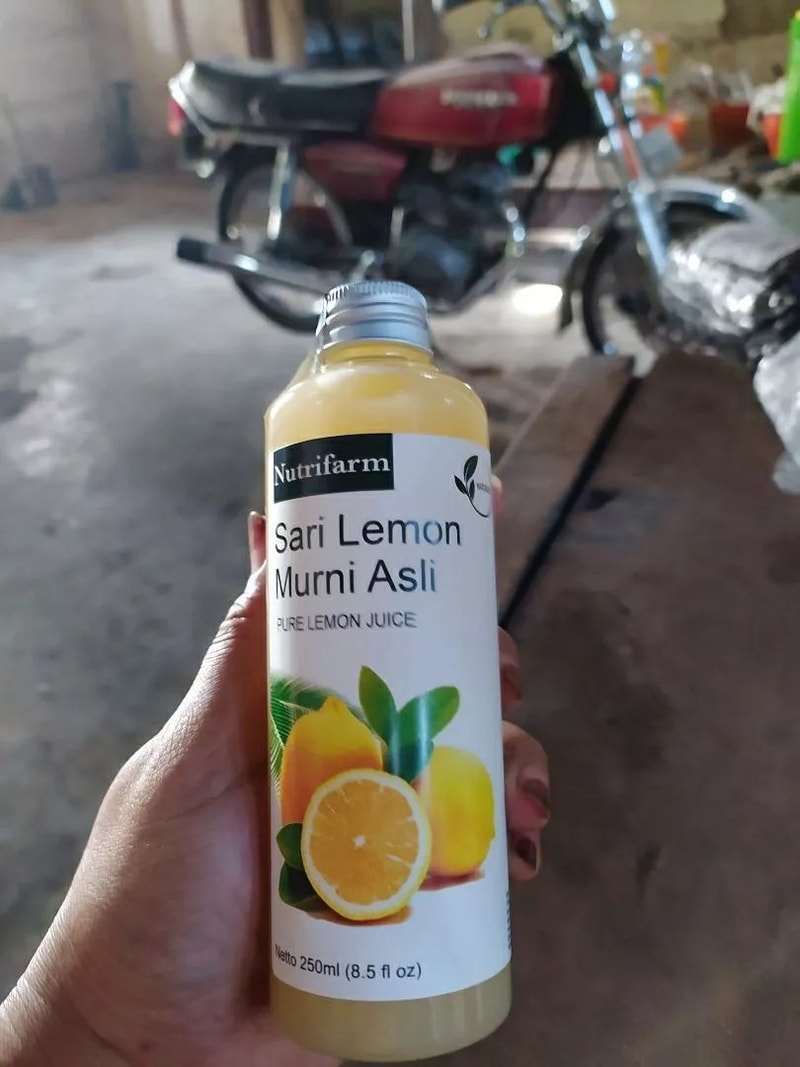 Nutrifarm
Sari Lemon
Murni Asli
PURE LEMON JUICE
Netto 250ml (8.5 fl oz)